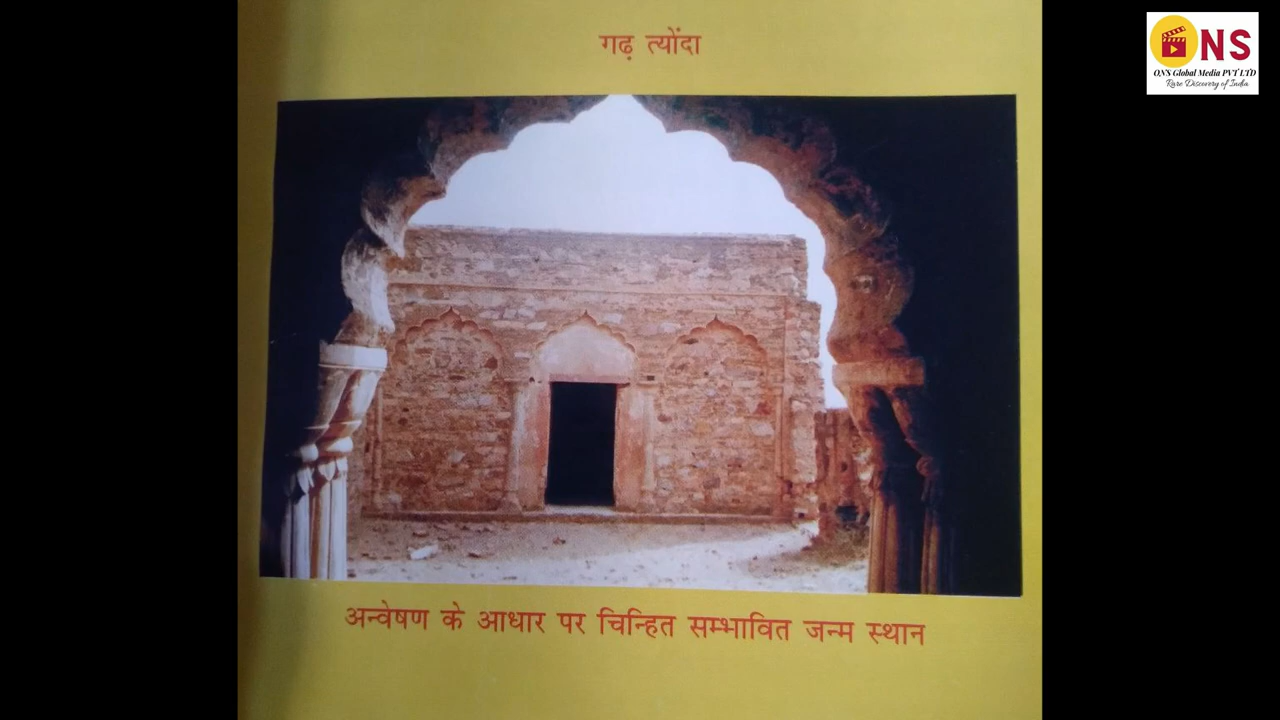 गढ़ त्योंदा
ONS
ONS Global Media PVT LTD
Rare Discovery of India
अन्वेषण के आधार पर चिन्हित सम्भावित जन्म स्थान